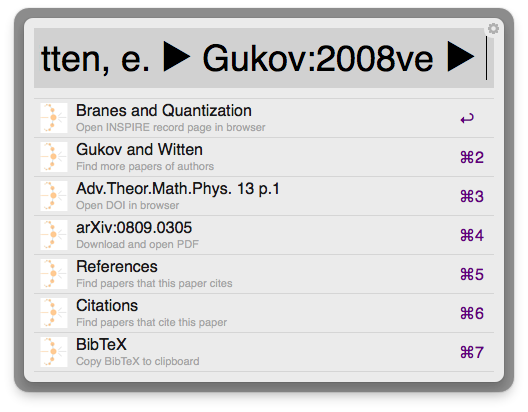 tten, e. ▶ Gukov:2008ve ▶
Branes and Quantization
Open INSPIRE record page in browser
↩
Gukov and Witten
Find more papers of authors
⌘2
Adv.Theor.Math.Phys. 13 p.1
Open DOI in browser
⌘3
arXiv:0809.0305
Download and open PDF
⌘4
References
Find papers that this paper cites
⌘5
Citations
Find papers that cite this paper
⌘6
BibTeX
Copy BibTeX to clipboard
⌘7